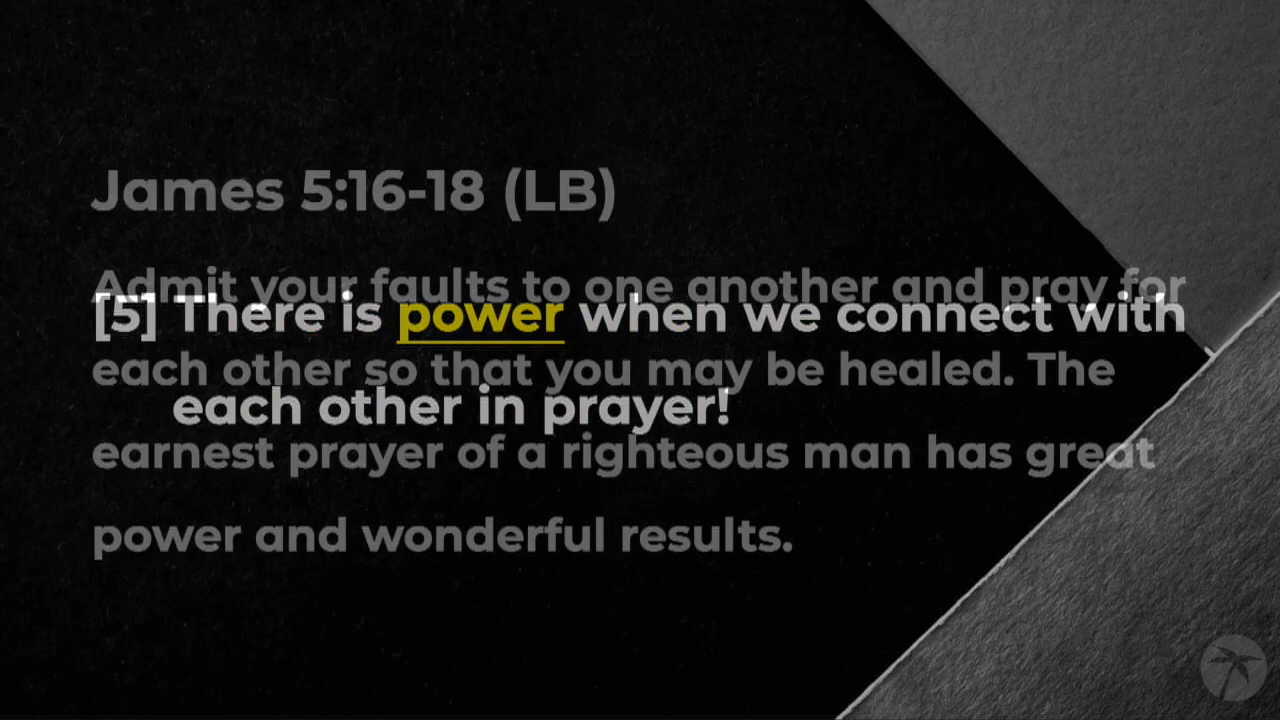 James 5:16-18 (LB)
Admit your faults to one another and pray for
[5] There is power when we connect with
each other so that you may be healed. The
each other in prayer!
earnest prayer of a righteous man has great
power and wonderful results.